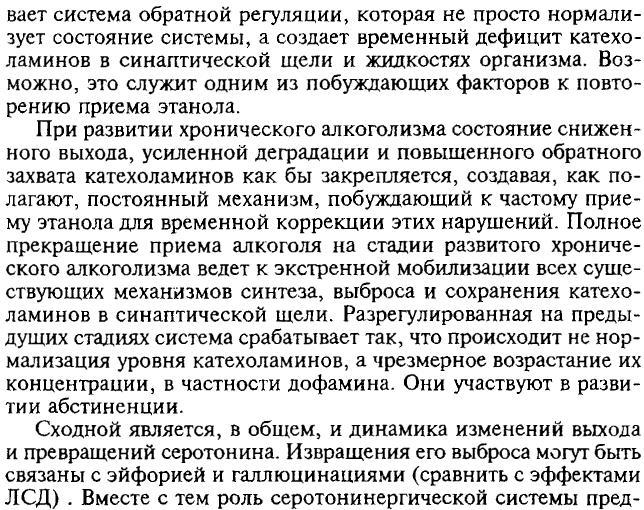 вает система обратной регуляции, которая не просто нормали-
зует состояние системы, а создает временный дефицит катехо-
ламинов в синаптической щели и жидкостях организма. Воз-
можно, это служит одним из побуждающих факторов к повто-
рению приема этанола.
При развитии хронического алкоголизма состояние снижен-
ного выхода, усиленной деградации и повышенного обратного
захвата катехоламинов как бы закрепляется, создавая, как по-
лагают, постоянный механизм, побуждающий к частому прие-
му этанола для временной коррекции этих нарушений. Полное
прекращение приема алкоголя на стадии развитого хрониче-
ского алкоголизма ведет к экстренной мобилизации всех суще-
ствующих механизмов синтеза, выброса и сохранения катехо-
ламинов в синаптической щели. Разрегулированная на преды-
дущих стадиях система срабатывает так, что происходит не нор-
мализация уровня катехоламинов, а чрезмерное возрастание их
концентрации, в частности дофамина. Они участвуют в разви-
тии абстиненции.
Сходной является, в общем, и динамика изменений выхода
и превращений серотонина. Извращения его выброса могут быть
связаны с эйфорией и галлюцинациями (сравнить с эффектами
ЛСД) . Вместе с тем роль серотонинергической системы пред-